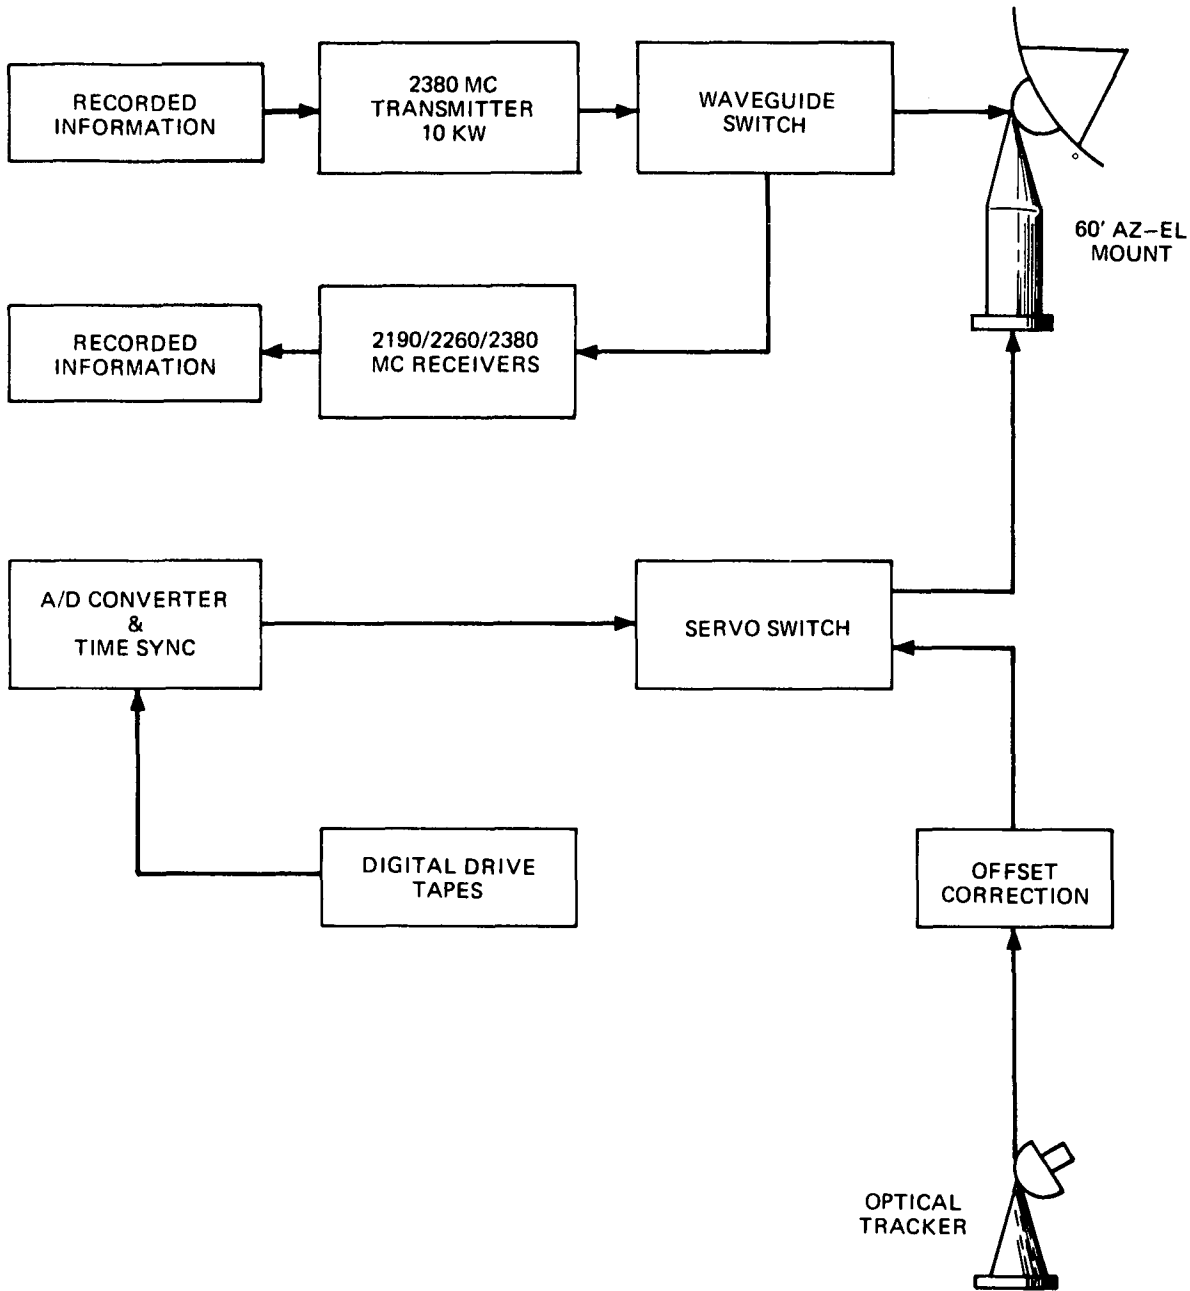 RECORDED
INFORMATION
2380 MC
TRANSMITTER
10 KW
WAVEGUIDE
SWITCH
60' AZ–EL
MOUNT
RECORDED
INFORMATION
2190/2260/2380
MC RECEIVERS
A/D CONVERTER
&
TIME SYNC
SERVO SWITCH
DIGITAL DRIVE
TAPES
OFFSET
CORRECTION
OPTICAL
TRACKER